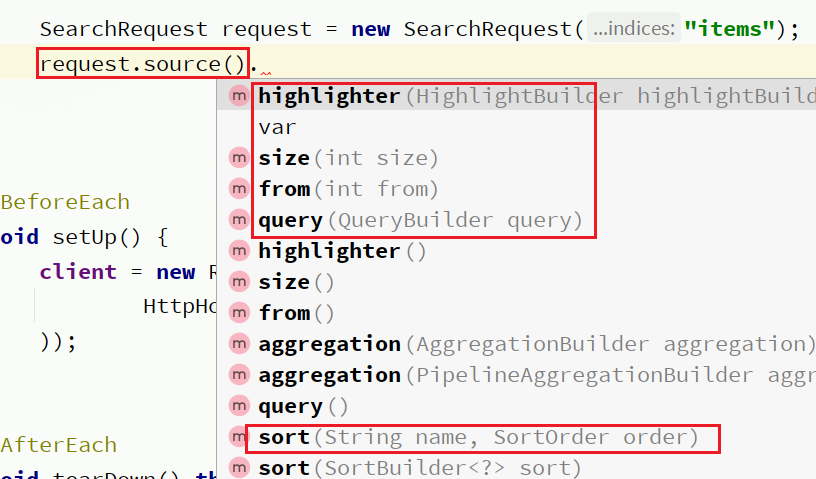 SearchRequest request = new SearchRequest( ...indices: "items");
request.source().
m highlighter(HighlightBuilder highlightBuild
var
m size(int size)
m from(int from)
m query(QueryBuilder query)
BeforeEach
m highlighter()
oid setUp() {
m size()
client = new R
m from()
HttpHo
m aggregation(AggregationBuilder aggregation)
));
m aggregation(PipelineAggregationBuilder aggr
m query()
m sort(String name, SortOrder order)
AfterEach
m sort(SortBuilder<?> sort)
oid tearDown() th